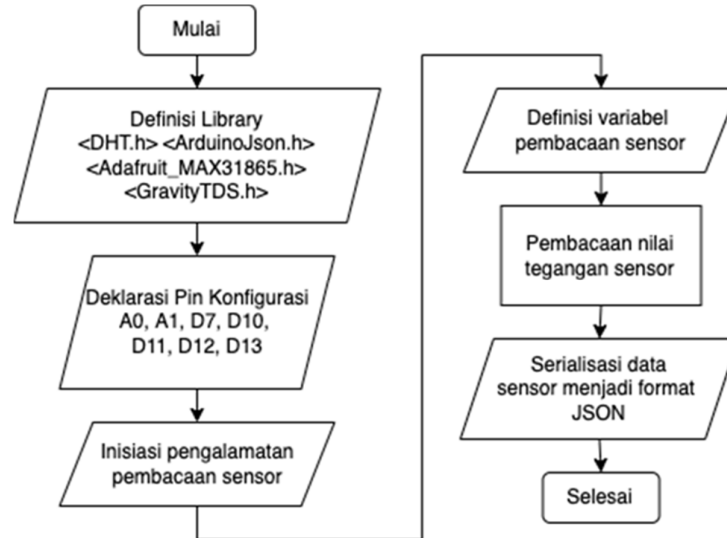 Mulai
Definisi Library
<DHT.h> <ArduinoJson.h>
<Adafruit_MAX31865.h>
<GravityTDS.h>
Deklarasi Pin Konfigurasi
A0, A1, D7, D10,
D11, D12, D13
Inisiasi pengalamatan
pembacaan sensor
Definisi variabel
pembacaan sensor
Pembacaan nilai
tegangan sensor
Serialisasi data
sensor menjadi format
JSON
Selesai